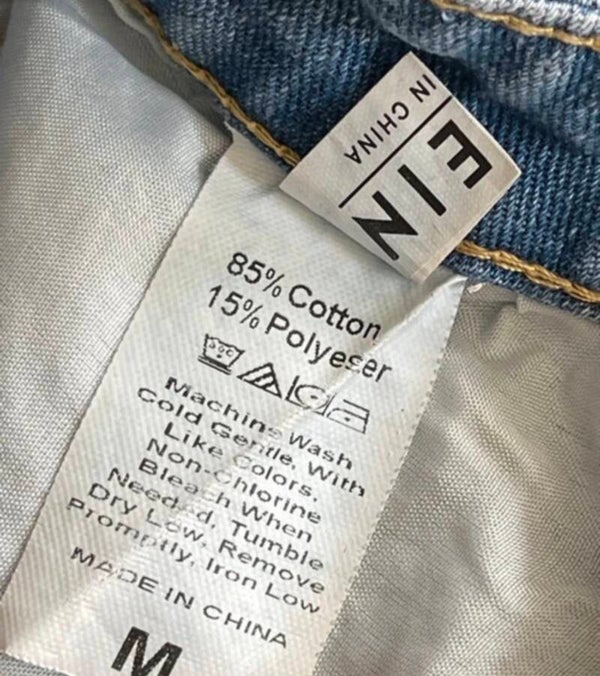 IN CHINA
EIN
85% Cotton
15% Polyeser
Machine Wash
Cold Gentle, With
Like Colors.
Non-Chlorine
Bleach When
Needed, Tumble
Dry Low, Remove
Promptly, Iron Low
MADE IN CHINA
M